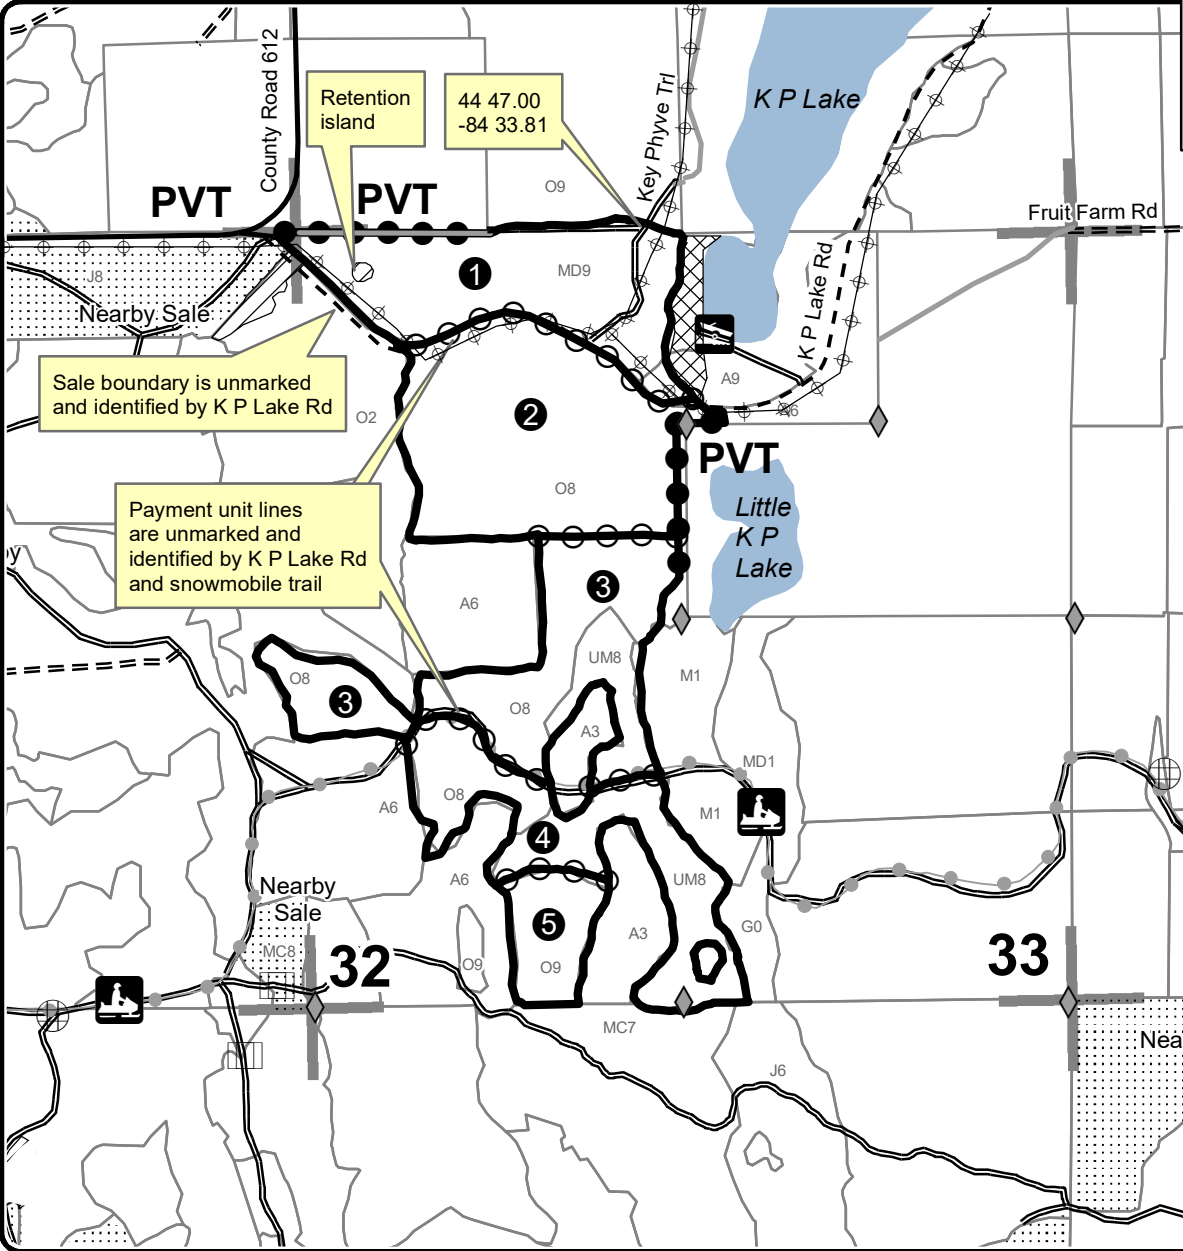 County Road 612
Retention
island
44 47.00
-84 33.81
Key Phyve Trl
K P Lake
PVT
PVT
O9
Fruit Farm Rd
J8
1
MD9
Nearby Sale
K P Lake Rd
Sale boundary is unmarked
and identified by K P Lake Rd
A9
O2
2
PVT
O8
Little
K P
Lake
Payment unit lines
are unmarked and
identified by K P Lake Rd
and snowmobile trail
3
A6
UM8
O8
3
M1
O8
A3
MD1
O8
A6
M1
4
A6
UM8
Nearby
Sale
5
A3
G0
MC8
32
O9
O9
33
MC7
Nea
J6